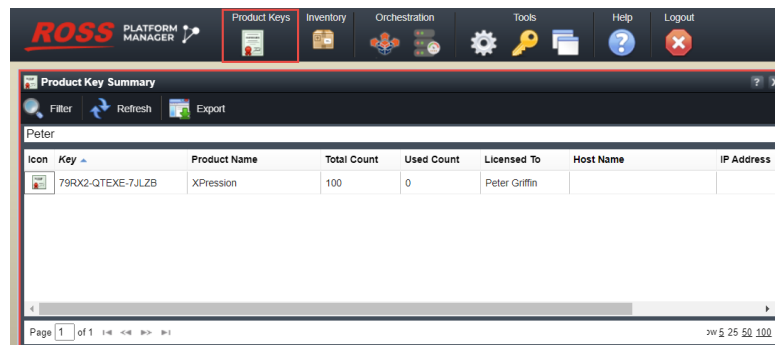 Product Keys Inventory Orchestration Tools Help Logout
ROSS PLATFORM MANAGER
Product Key Summary ?
Filter Refresh Export
Peter
Icon Key Product Name Total Count Used Count Licensed To Host Name IP Address
79RX2-QTEXE-7JLZB XPression 100 0 Peter Griffin
Page 1 of 1 ow 5 25 50 100